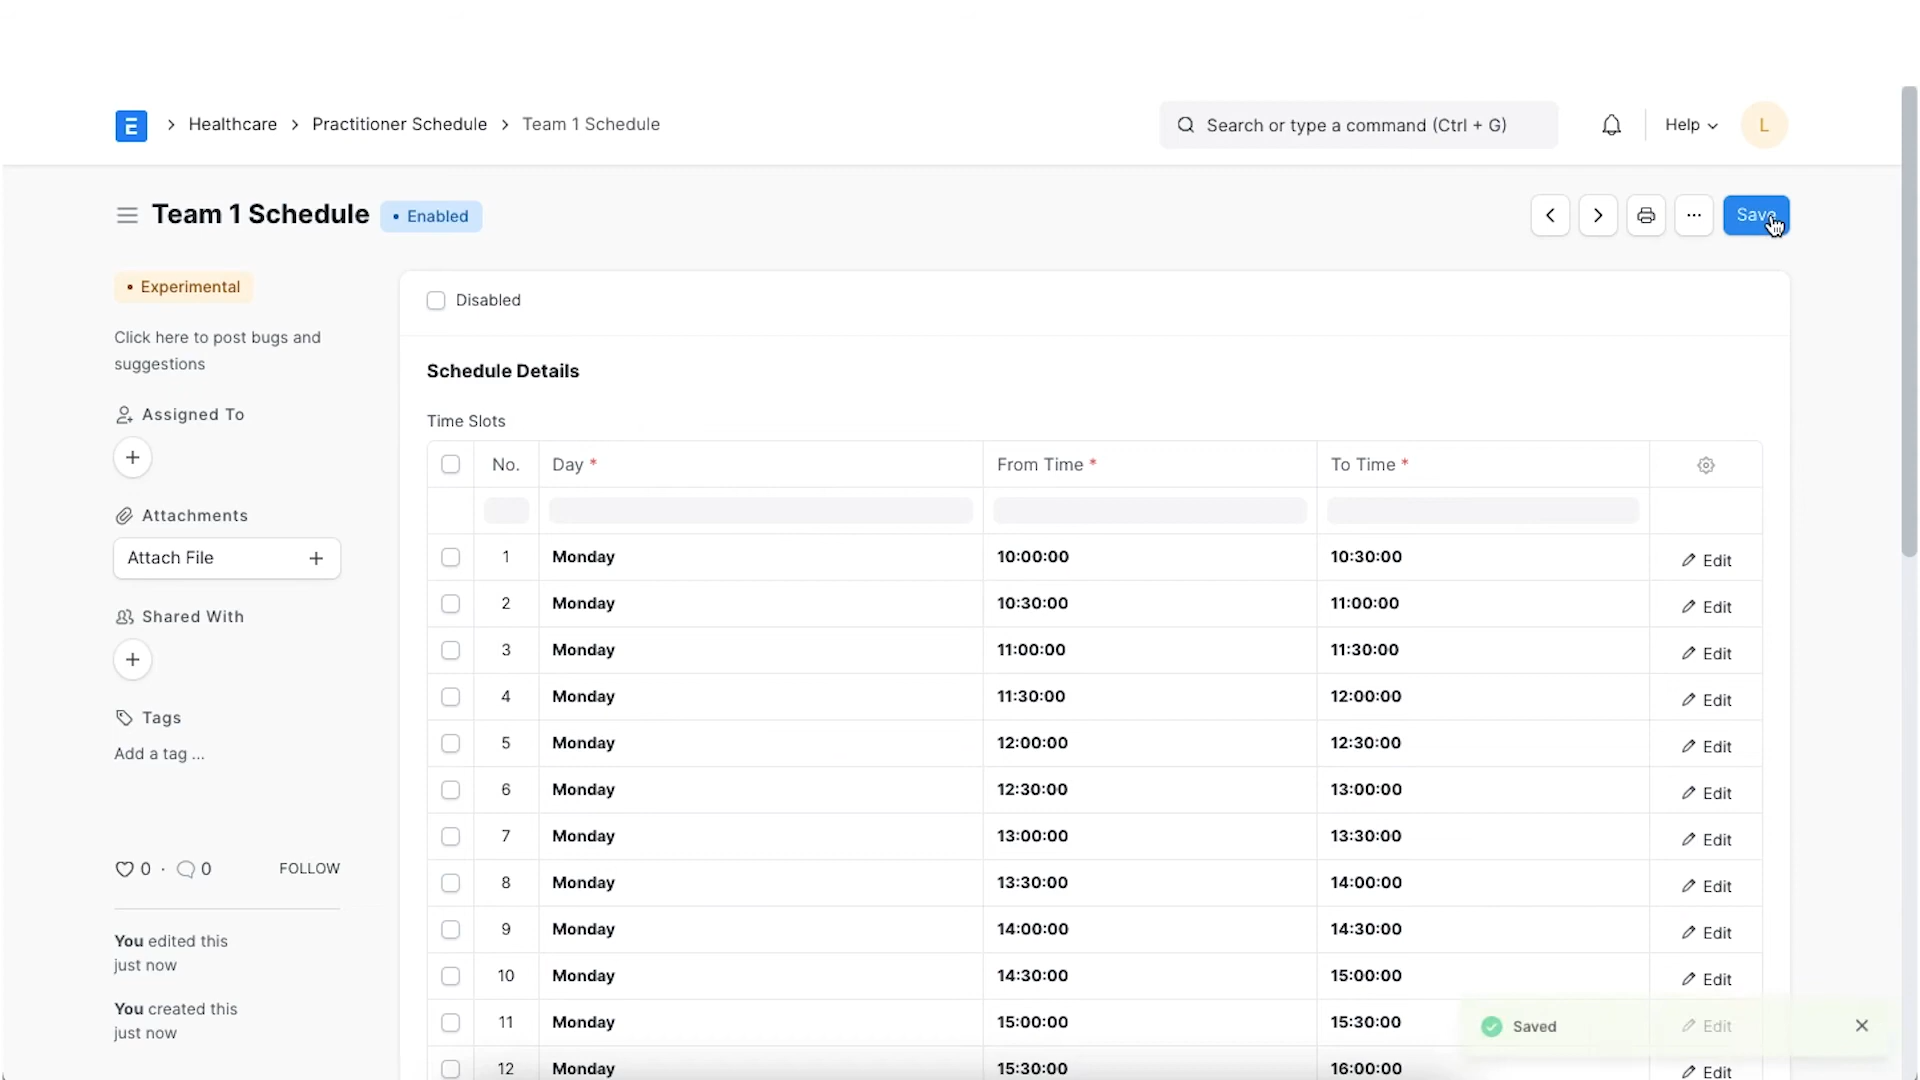 E > Healthcare > Practitioner Schedule > Team 1 Schedule
Search or type a command (Ctrl + G)
Help
L
Team 1 Schedule
Enabled
Save
Experimental
Click here to post bugs and
suggestions
Assigned To
Attachments
Attach File
Shared With
Tags
Add a tag ...
0 · 0 FOLLOW
You edited this
just now
You created this
just now
Disabled
Schedule Details
Time Slots
No. Day * From Time * To Time *
1 Monday 10:00:00 10:30:00 Edit
2 Monday 10:30:00 11:00:00 Edit
3 Monday 11:00:00 11:30:00 Edit
4 Monday 11:30:00 12:00:00 Edit
5 Monday 12:00:00 12:30:00 Edit
6 Monday 12:30:00 13:00:00 Edit
7 Monday 13:00:00 13:30:00 Edit
8 Monday 13:30:00 14:00:00 Edit
9 Monday 14:00:00 14:30:00 Edit
10 Monday 14:30:00 15:00:00 Edit
11 Monday 15:00:00 15:30:00 Edit
12 Monday 15:30:00 16:00:00 Edit
Saved